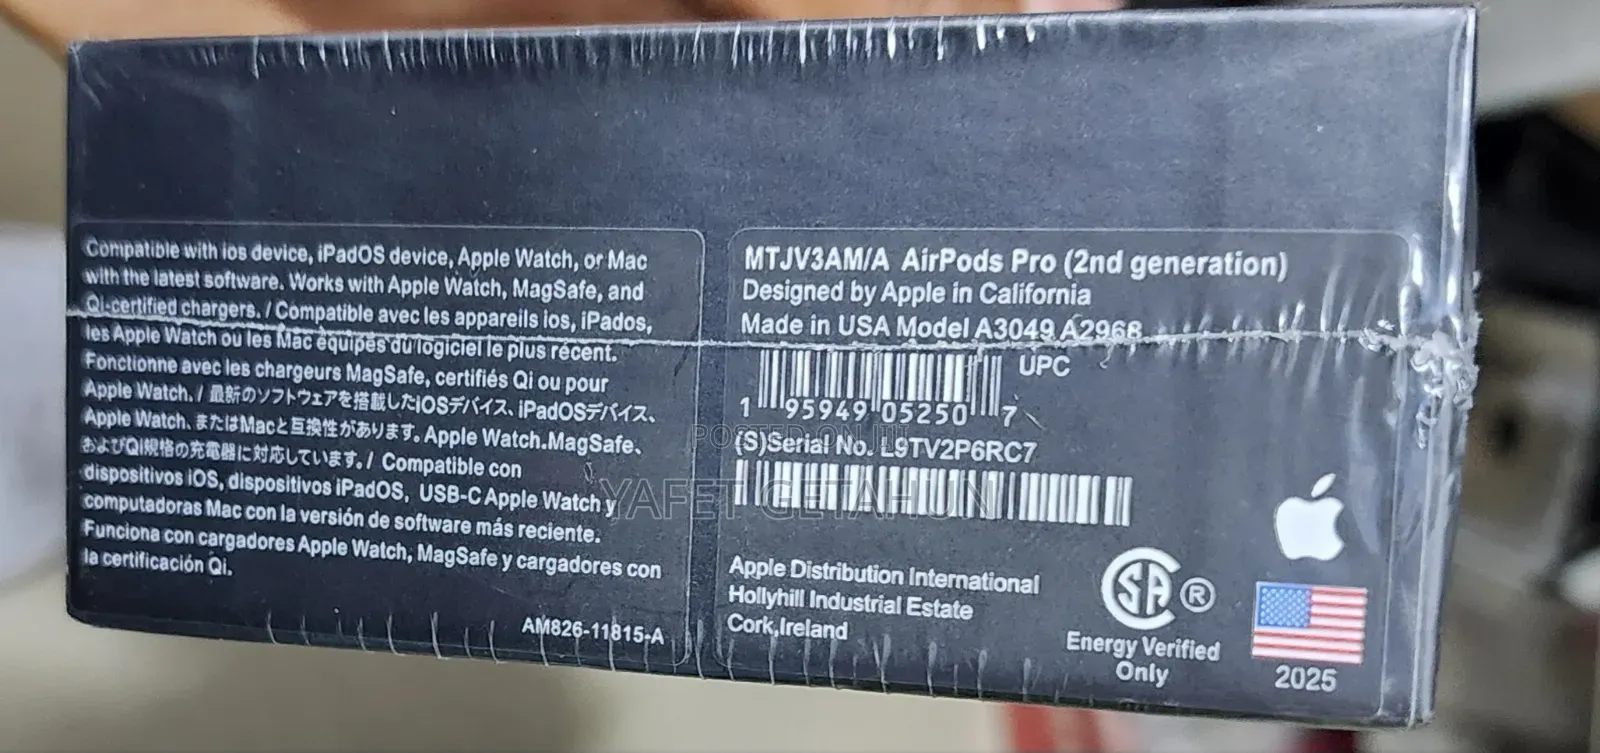 Compatible with ios device, iPadOS device, Apple Watch, or Mac
with the latest software. Works with Apple Watch, MagSafe, and
Qi-certified chargers. / Compatible avec les appareils ios, iPados,
les Apple Watch ou les Mac équipés du logiciel le plus récent.
Fonctionne avec les chargeurs MagSafe, certifiés Qi ou pour
Apple Watch. / 最新のソフトウェアを搭載したiOSデバイス、iPadOSデバイス、
Apple Watch、またはMacと互換性があります。Apple Watch.MagSafe、
およびQi規格の充電器に対応しています。/ Compatible con
dispositivos iOS, dispositivos iPadOS, USB-C Apple Watch y
computadoras Mac con la versión de software más reciente.
Funciona con cargadores Apple Watch, MagSafe y cargadores con
la certificación Qi.
AM826-11815-A
MTJV3AM/A AirPods Pro (2nd generation)
Designed by Apple in California
Made in USA Model A3049 A2968
UPC
1 95949 05250 7
(S)Serial No. L9TV2P6RC7
POSTED ON JIJI
YAFET GETAHUN
Apple Distribution International
Hollyhill Industrial Estate
Cork,Ireland
SA ®
Energy Verified
Only
2025